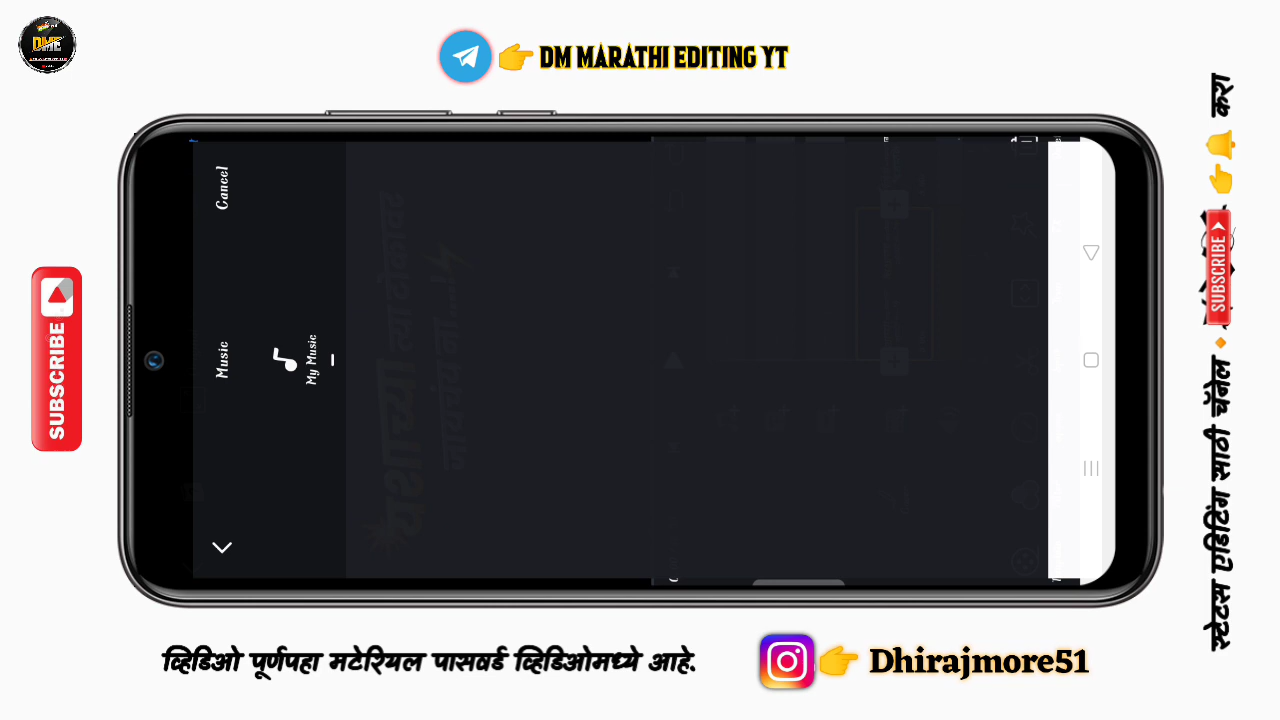 DME
DM MARATHI EDITING YT
SUBSCRIBE
Cancel
Music
My Music
स्टेटस एडिटिंग साठी चॅनेल
SUBSCRIBE
करा
व्हिडिओ पूर्णपहा मटेरियल पासवर्ड व्हिडिओमध्ये आहे.
Dhirajmore51